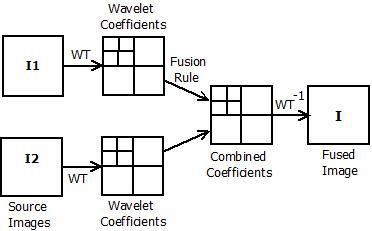 Wavelet
Coefficients
I1
WT
Fusion
Rule
WT-1
I
I2
WT
Combined
Coefficients
Fused
Image
Source
Images
Wavelet
Coefficients